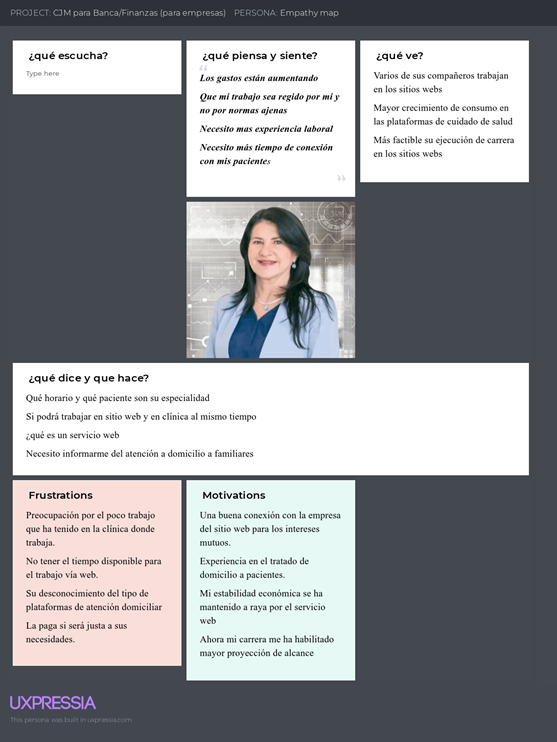 PROJECT: CJM para Banca/Finanzas (para empresas) PERSONA: Empathy map
¿qué escucha?
Type here
¿qué piensa y siente?
Los gastos están aumentando
Que mi trabajo sea regido por mi y
no por normas ajenas
Necesito mas experiencia laboral
Necesito más tiempo de conexión
con mis pacientes
¿qué ve?
Varios de sus compañeros trabajan
en los sitios webs
Mayor crecimiento de consumo en
las plataformas de cuidado de salud
Más factible su ejecución de carrera
en los sitios webs
¿qué dice y que hace?
Qué horario y qué paciente son su especialidad
Si podrá trabajar en sitio web y en clínica al mismo tiempo
¿qué es un servicio web
Necesito informarme del atención a domicilio a familiares
Frustrations
Preocupación por el poco trabajo
que ha tenido en la clínica donde
trabaja.
No tener el tiempo disponible para
el trabajo vía web.
Su desconocimiento del tipo de
plataformas de atención domiciliar
La paga si será justa a sus
necesidades.
Motivations
Una buena conexión con la empresa
del sitio web para los intereses
mutuos.
Experiencia en el tratado de
domicilio a pacientes.
Mi estabilidad económica se ha
mantenido a raya por el servicio
web
Ahora mi carrera me ha habilitado
mayor proyección de alcance
UXPRESSIA
This persona was built in uxpressia.com